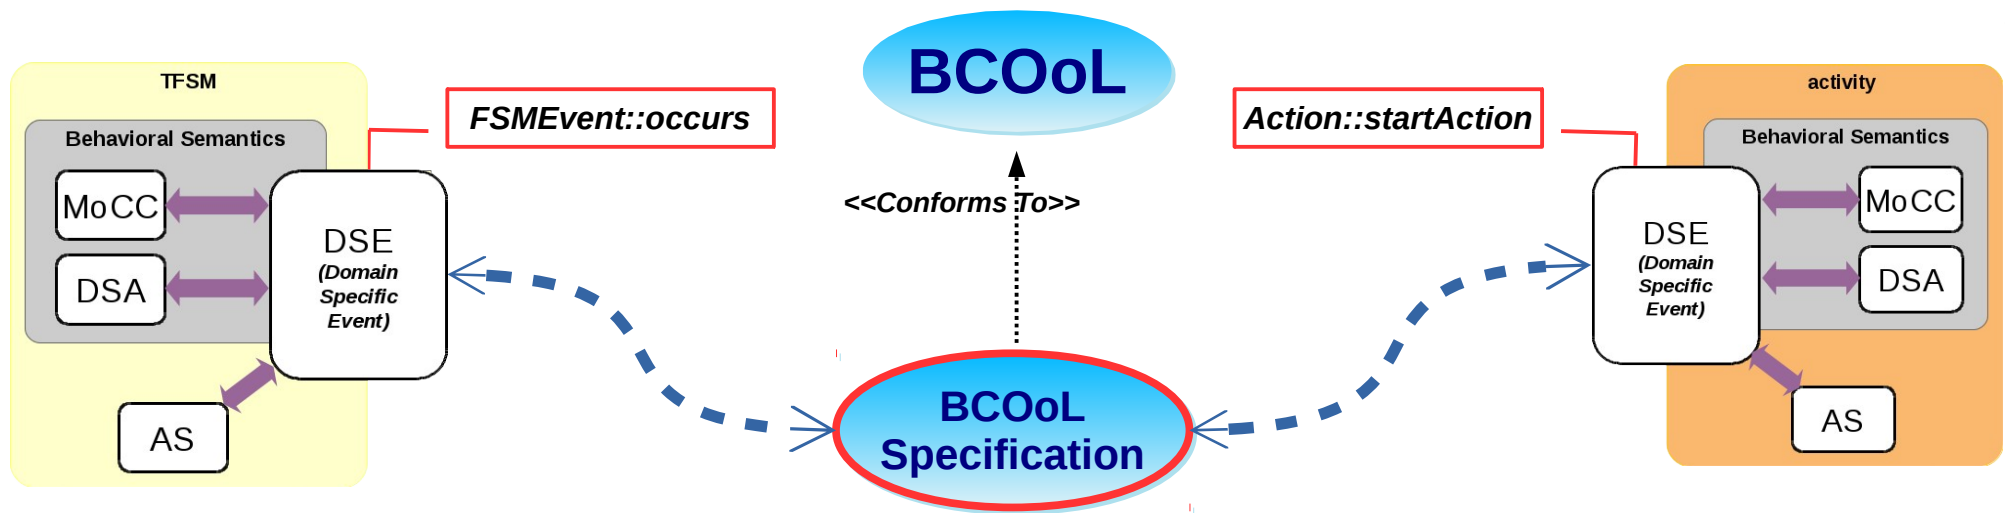 TFSM
Behavioral Semantics
MoCC
DSA
DSE
(Domain
Specific
Event)
AS
FSMEvent::occurs
BCOoL
<<Conforms To>>
BCOoL
Specification
Action::startAction
activity
Behavioral Semantics
DSE
(Domain
Specific
Event)
MoCC
DSA
AS